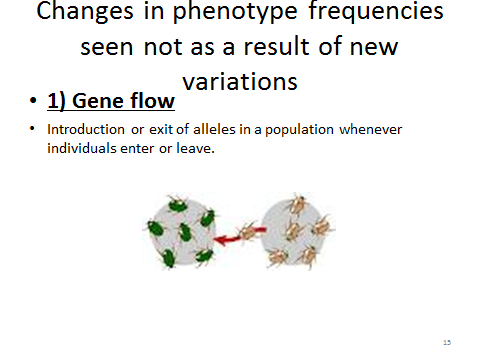 Changes in phenotype frequencies
seen not as a result of new
variations
• 1) Gene flow
• Introduction or exit of alleles in a population whenever
individuals enter or leave.
15